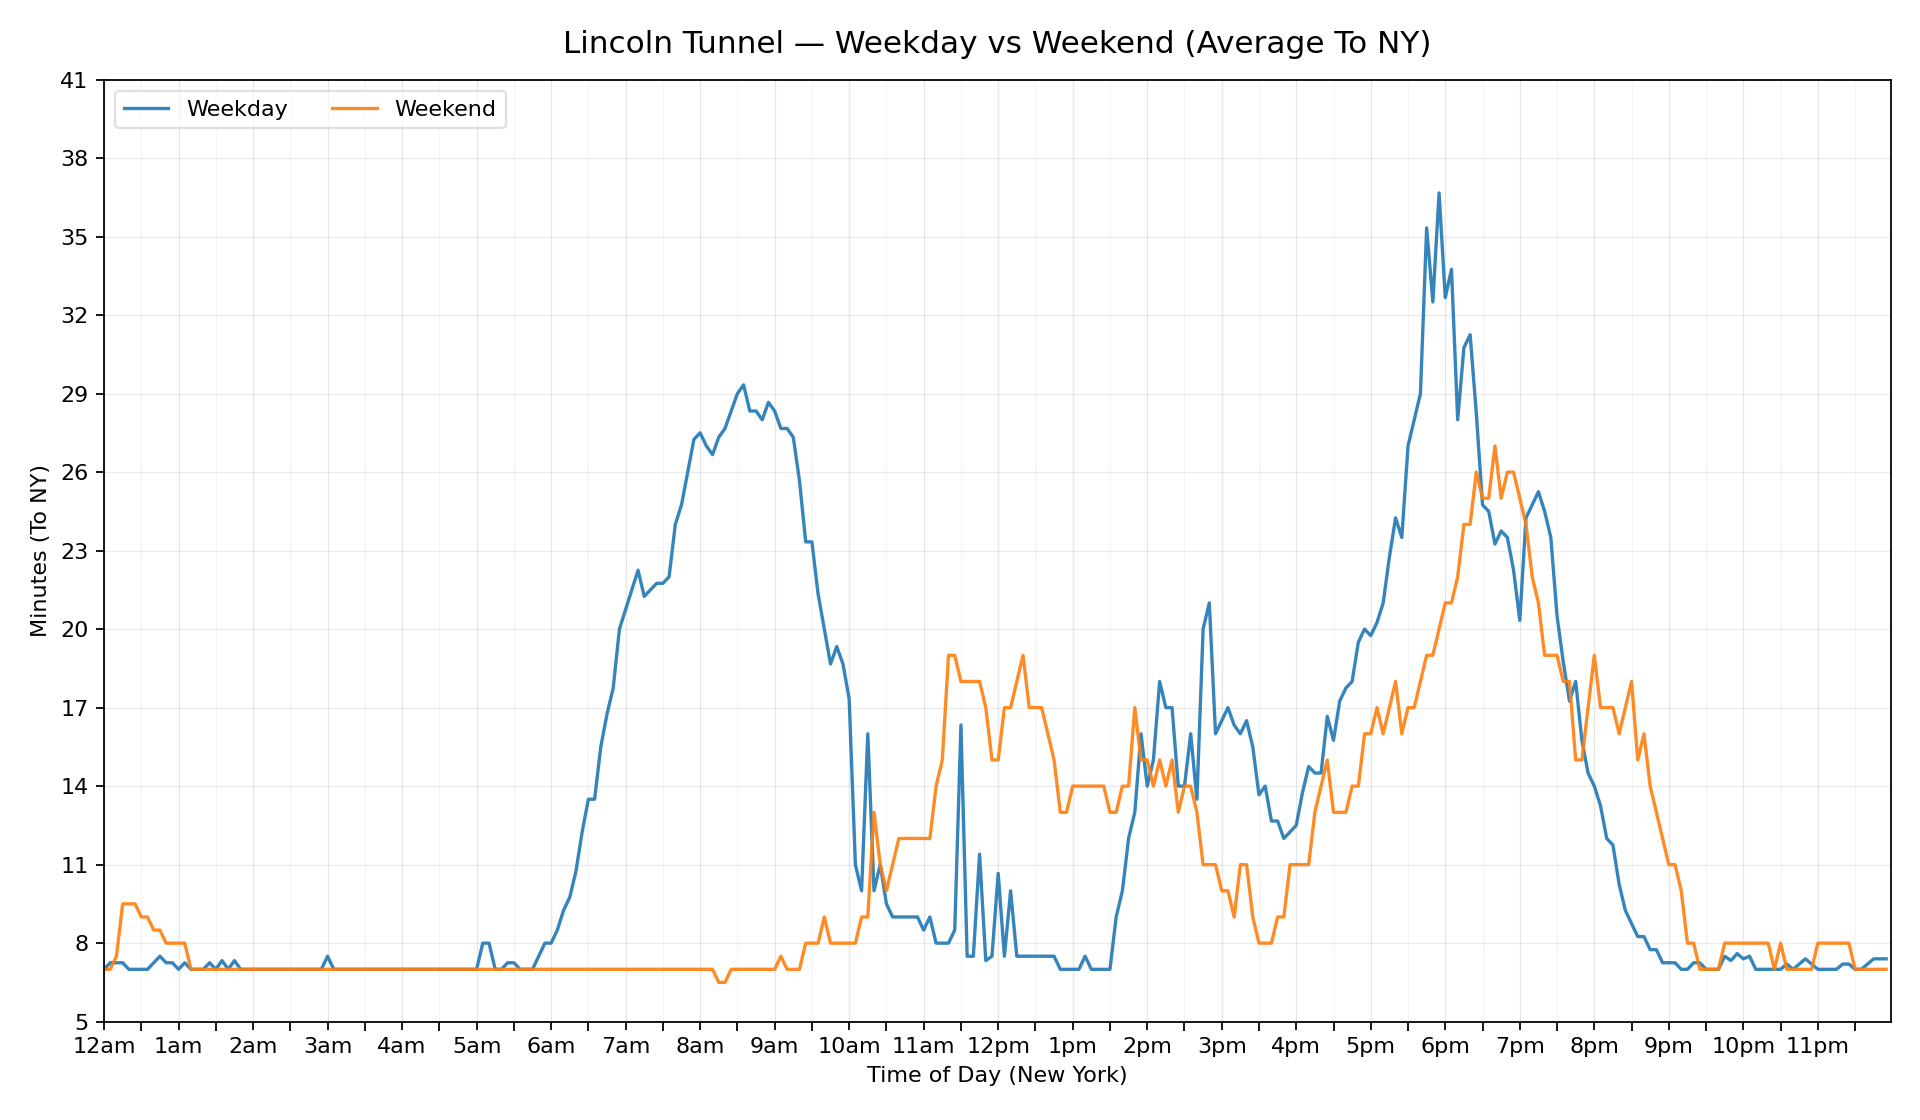 Lincoln Tunnel — Weekday vs Weekend (Average To NY)
Weekday Weekend
Minutes (To NY)
41
38
35
32
29
26
23
20
17
14
11
8
5
12am 1am 2am 3am 4am 5am 6am 7am 8am 9am 10am 11am 12pm 1pm 2pm 3pm 4pm 5pm 6pm 7pm 8pm 9pm 10pm 11pm
Time of Day (New York)